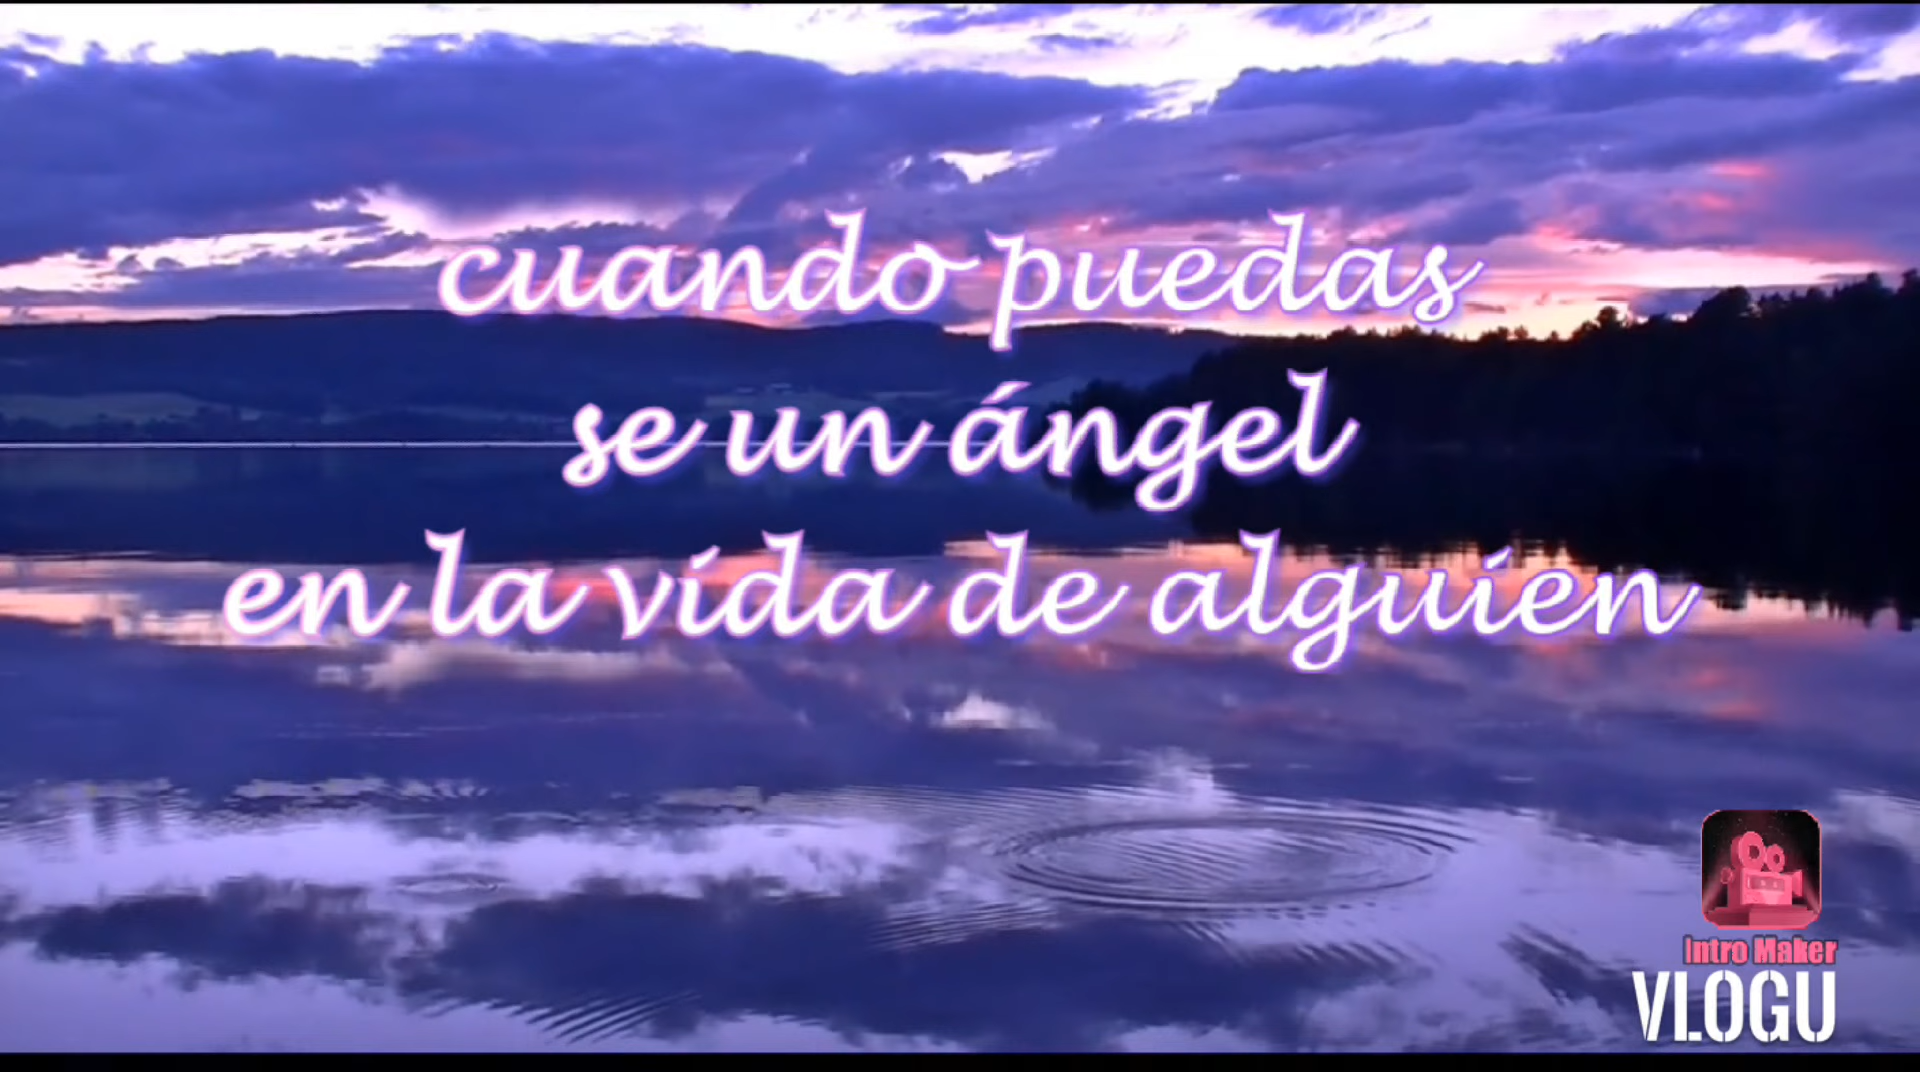 cuando puedas
se un ángel
en la vida de alguien
Intro Maker
VLOGU